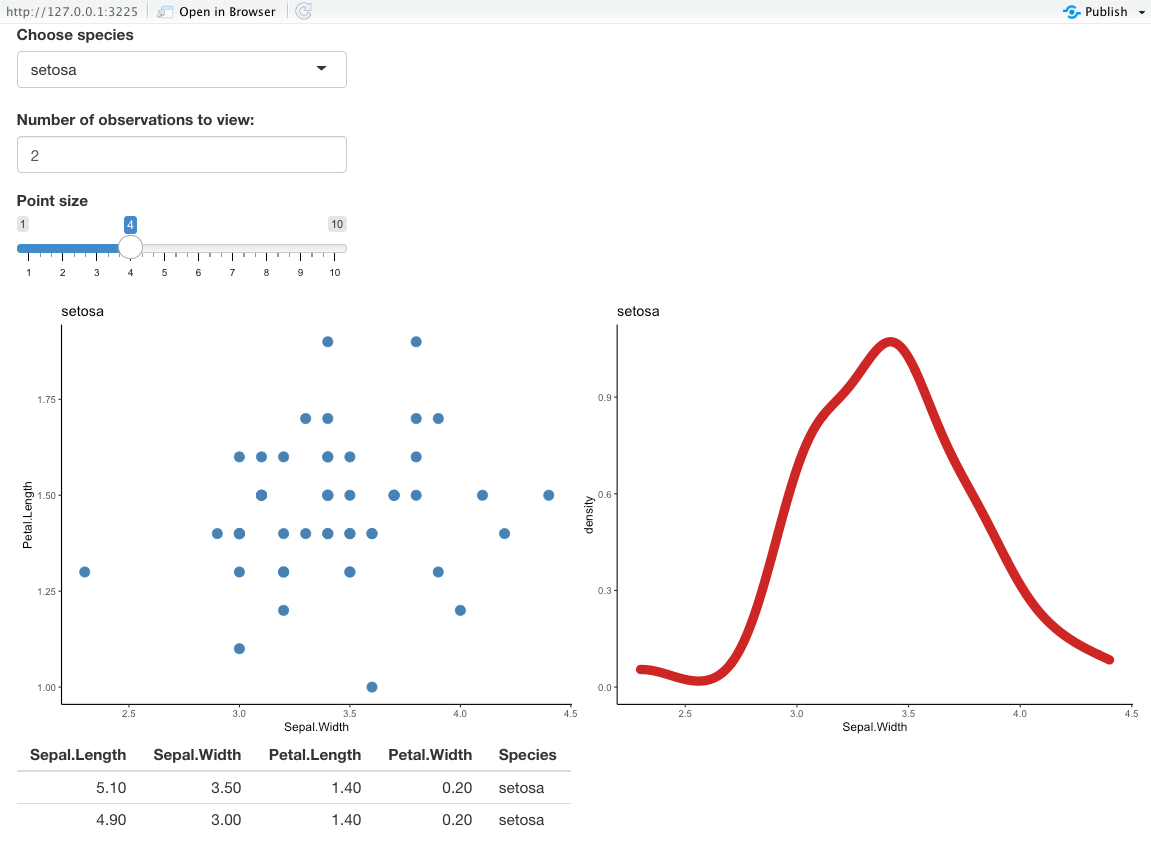 http://127.0.0.1:3225 Open in Browser Publish
Choose species
setosa
Number of observations to view:
2
Point size
1 4 10
1 2 3 4 5 6 7 8 9 10
setosa
1.75
1.50
1.25
1.00
Petal.Length
2.5 3.0 3.5 4.0 4.5
Sepal.Width
setosa
0.9
0.6
0.3
0.0
density
2.5 3.0 3.5 4.0 4.5
Sepal.Width
Sepal.Length Sepal.Width Petal.Length Petal.Width Species
5.10 3.50 1.40 0.20 setosa
4.90 3.00 1.40 0.20 setosa